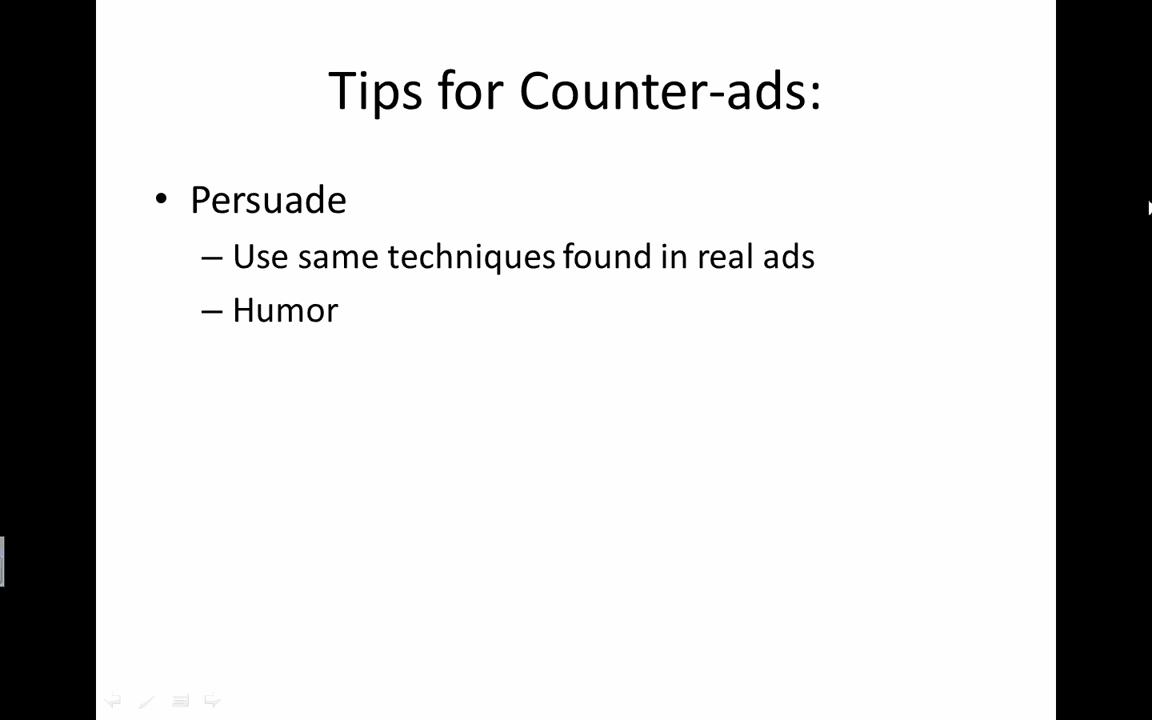 Tips for Counter-ads:
• Persuade
– Use same techniques found in real ads
– Humor